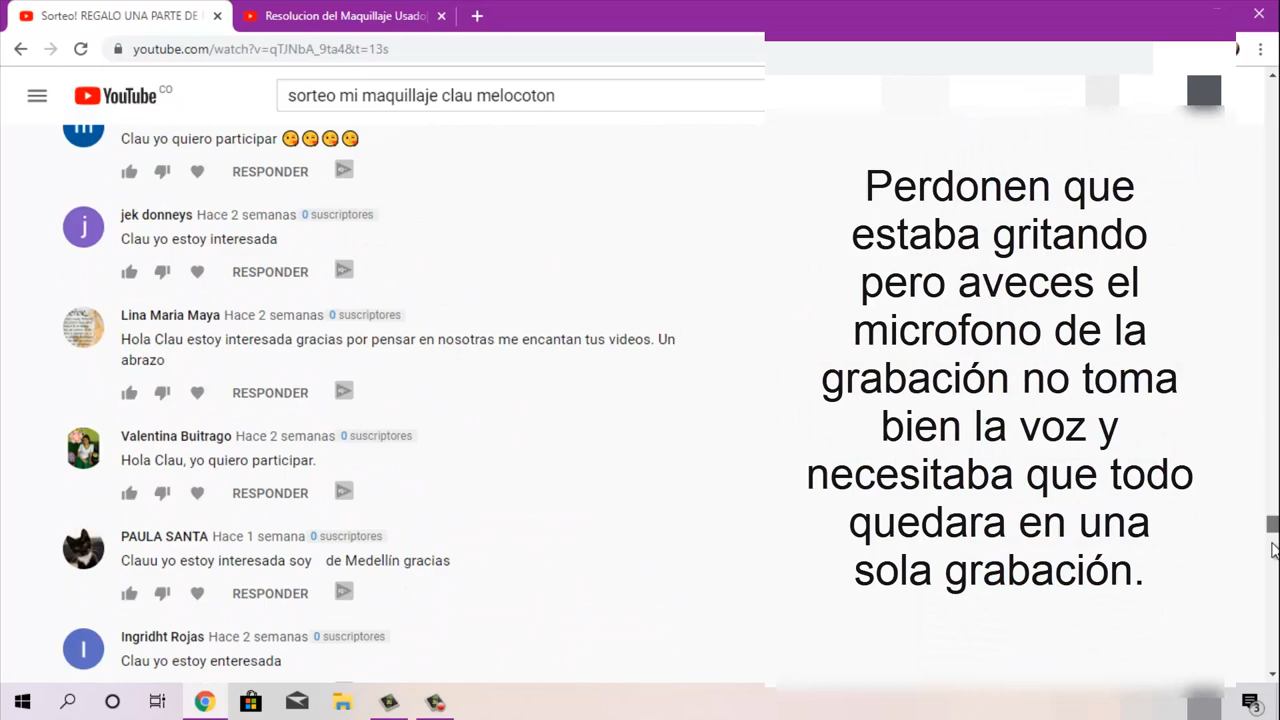 Sorteo! REGALO UNA PARTE DE
Resolucion del Maquillaje Usado
youtube.com/watch?v=qTJNbA_9ta4&t=13s
YouTube CO
sorteo mi maquillaje clau melocoton
Clau yo quiero participar 😘😘😘😘
RESPONDER
jek donneys Hace 2 semanas 0 suscriptores
Clau yo estoy interesada
RESPONDER
Lina Maria Maya Hace 2 semanas 0 suscriptores
Hola Clau estoy interesada gracias por pensar en nosotras me encantan tus videos. Un
abrazo
RESPONDER
Valentina Buitrago Hace 2 semanas 0 suscriptores
Hola Clau, yo quiero participar.
RESPONDER
PAULA SANTA Hace 1 semana 0 suscriptores
Clauu yo estoy interesada soy de Medellín gracias
RESPONDER
Ingridht Rojas Hace 2 semanas 0 suscriptores
Clau yo estoy enteresada
Perdonen que
estaba gritando
pero aveces el
microfono de la
grabación no toma
bien la voz y
necesitaba que todo
quedara en una
sola grabación.
m
j
I
3